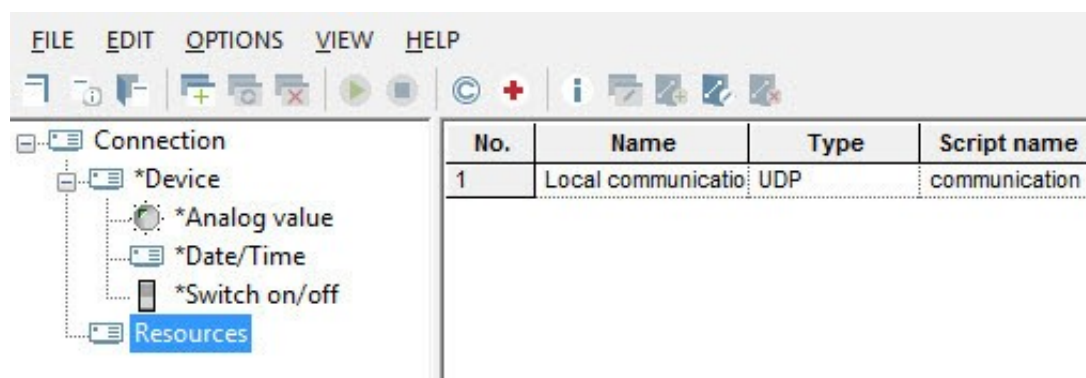 FILE EDIT OPTIONS VIEW HELP
Connection
*Device
*Analog value
*Date/Time
*Switch on/off
Resources
No. Name Type Script name
1 Local communicatio UDP communication